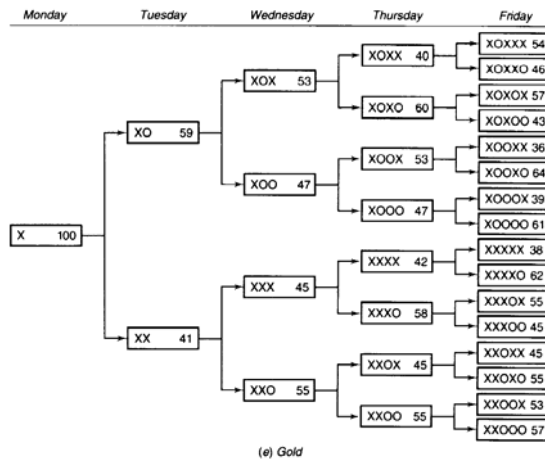 Monday Tuesday Wednesday Thursday Friday
XOXXX 54
XOXX 40
XOXXO 46
XOX 53
XOXOX 57
XOXO 60
XOXOO 43
XO 59
XOOXX 36
XOOX 53
XOOXO 64
XOO 47
XOOOX 39
XOOO 47
XOOOO 61
X 100
XXXXX 38
XXXX 42
XXXXO 62
XXX 45
XXXOX 55
XXXO 58
XXXOO 45
XX 41
XXOXX 45
XXOX 45
XXOXO 55
XXO 55
XXOOX 53
XXOO 55
XXOOO 57
(e) Gold